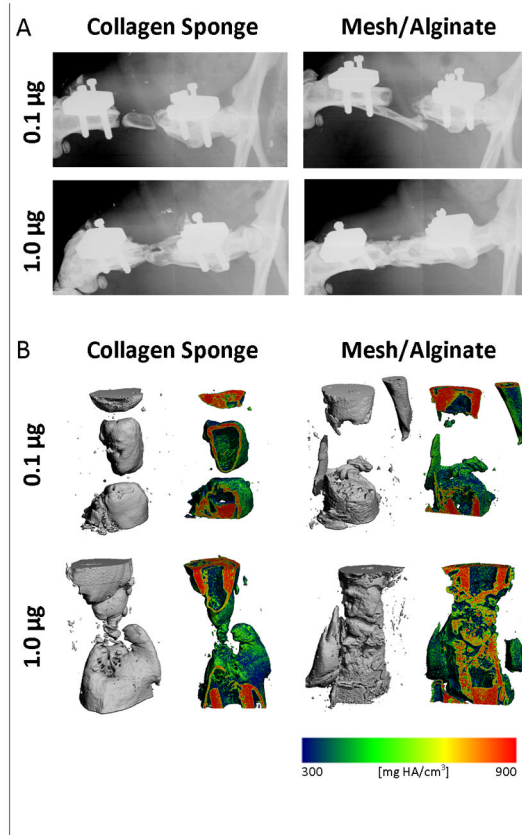 A
Collagen Sponge
Mesh/Alginate
0.1 µg
1.0 µg
B
Collagen Sponge
Mesh/Alginate
0.1 µg
1.0 µg
300
[mg HA/cm³]
900